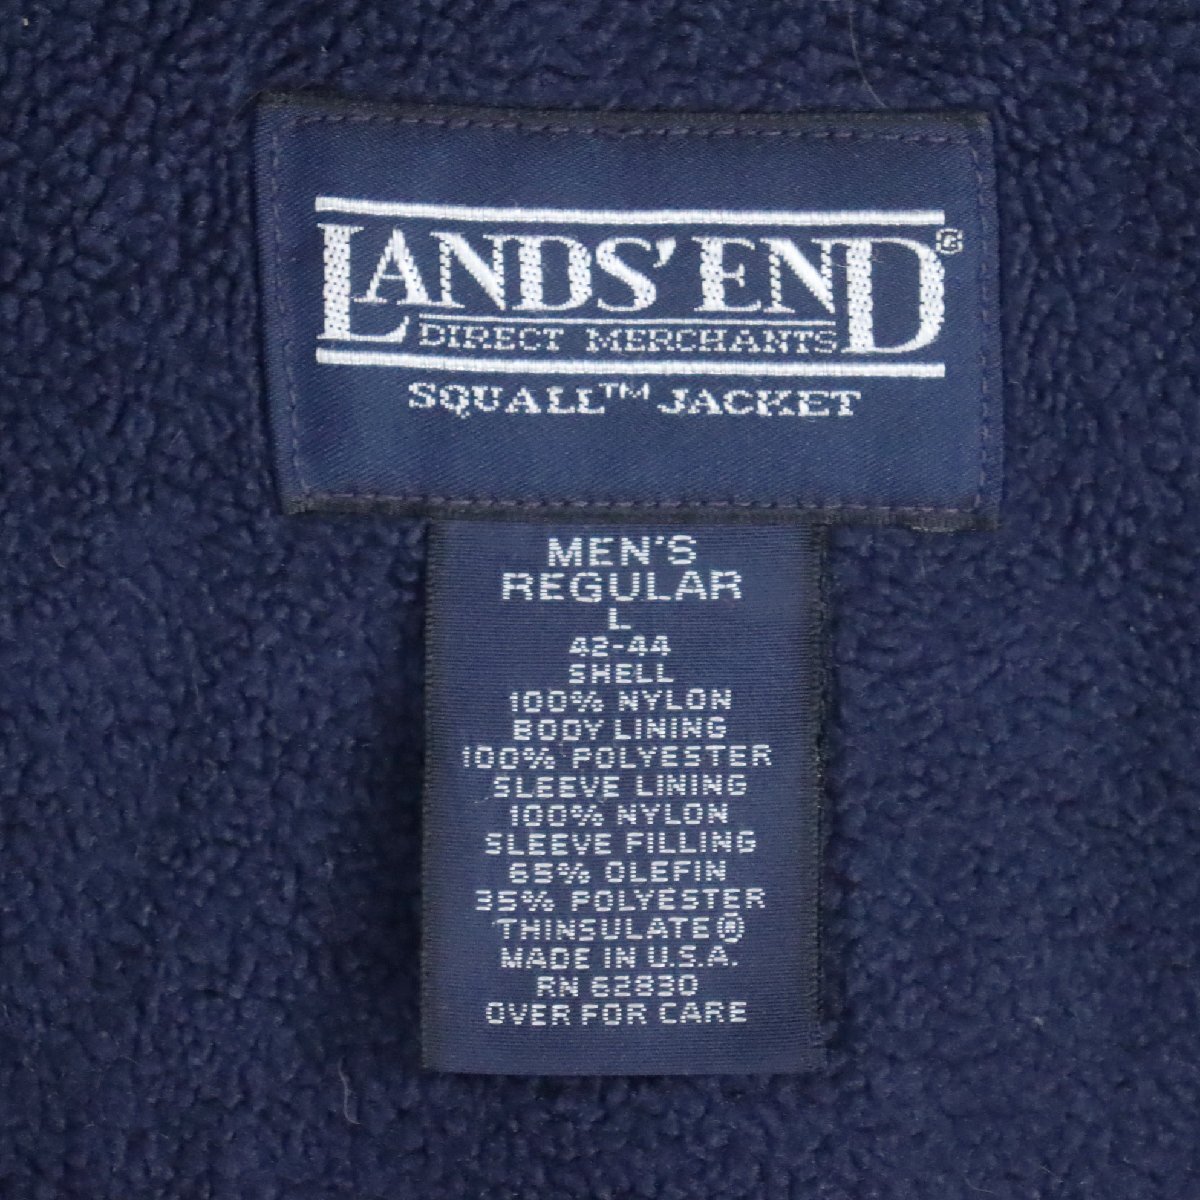 LANDS' END®
DIRECT MERCHANTS
SQUALL™ JACKET
MEN'S
REGULAR
L
42-44
SHELL
100% NYLON
BODY LINING
100% POLYESTER
SLEEVE LINING
100% NYLON
SLEEVE FILLING
65% OLEFIN
35% POLYESTER
THINSULATE®
MADE IN U.S.A.
RN 62830
OVER FOR CARE